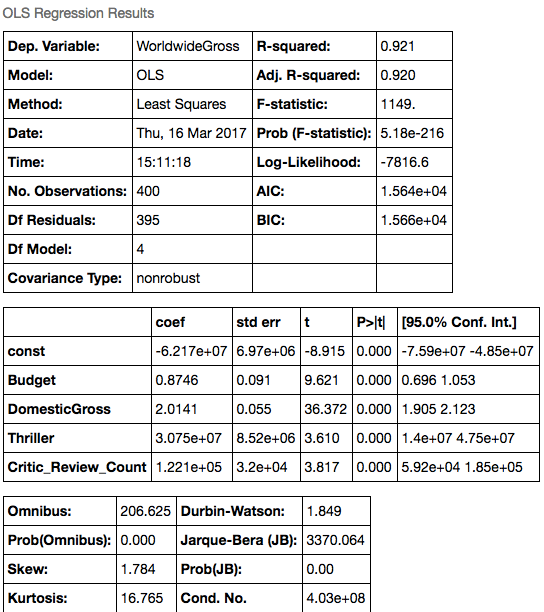 OLS Regression Results
Dep. Variable: WorldwideGross R-squared: 0.921
Model: OLS Adj. R-squared: 0.920
Method: Least Squares F-statistic: 1149.
Date: Thu, 16 Mar 2017 Prob (F-statistic): 5.18e-216
Time: 15:11:18 Log-Likelihood: -7816.6
No. Observations: 400 AIC: 1.564e+04
Df Residuals: 395 BIC: 1.566e+04
Df Model: 4
Covariance Type: nonrobust
coef std err t P>|t| [95.0% Conf. Int.]
const -6.217e+07 6.97e+06 -8.915 0.000 -7.59e+07 -4.85e+07
Budget 0.8746 0.091 9.621 0.000 0.696 1.053
DomesticGross 2.0141 0.055 36.372 0.000 1.905 2.123
Thriller 3.075e+07 8.52e+06 3.610 0.000 1.4e+07 4.75e+07
Critic_Review_Count 1.221e+05 3.2e+04 3.817 0.000 5.92e+04 1.85e+05
Omnibus: 206.625 Durbin-Watson: 1.849
Prob(Omnibus): 0.000 Jarque-Bera (JB): 3370.064
Skew: 1.784 Prob(JB): 0.00
Kurtosis: 16.765 Cond. No. 4.03e+08